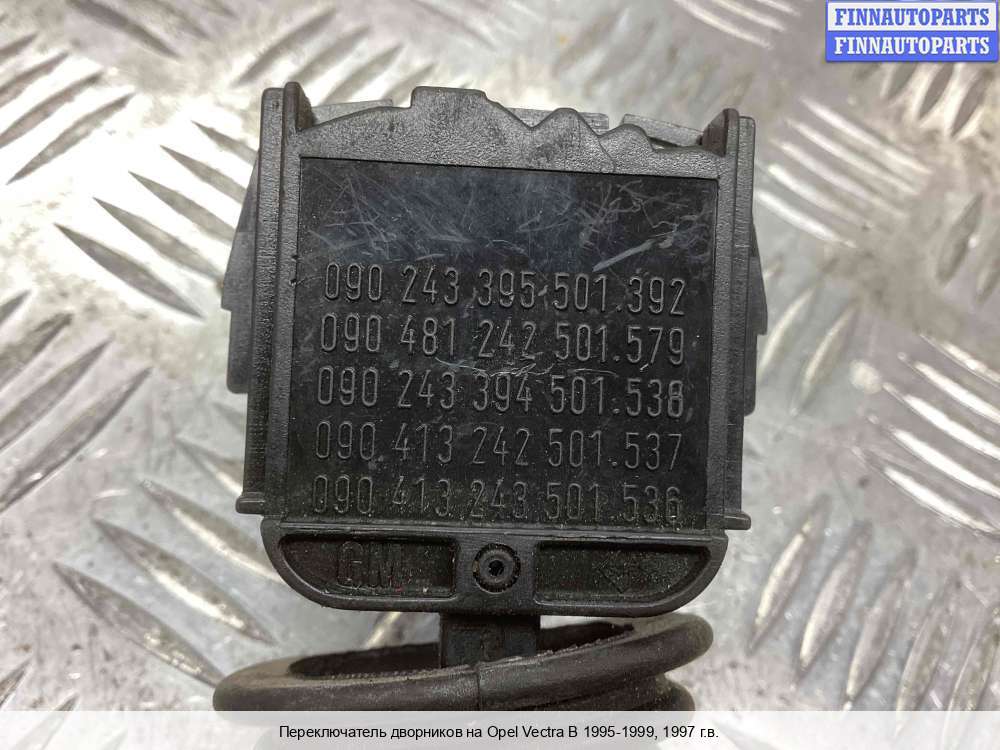 FINNAUTOPARTS
FINNAUTOPARTS
090 243 395 501.392
090 481 242 501.579
090 243 394 501.538
090 413 242 501.537
090 413 243 501.536
GM
Переключатель дворников на Opel Vectra B 1995-1999, 1997 г.в.